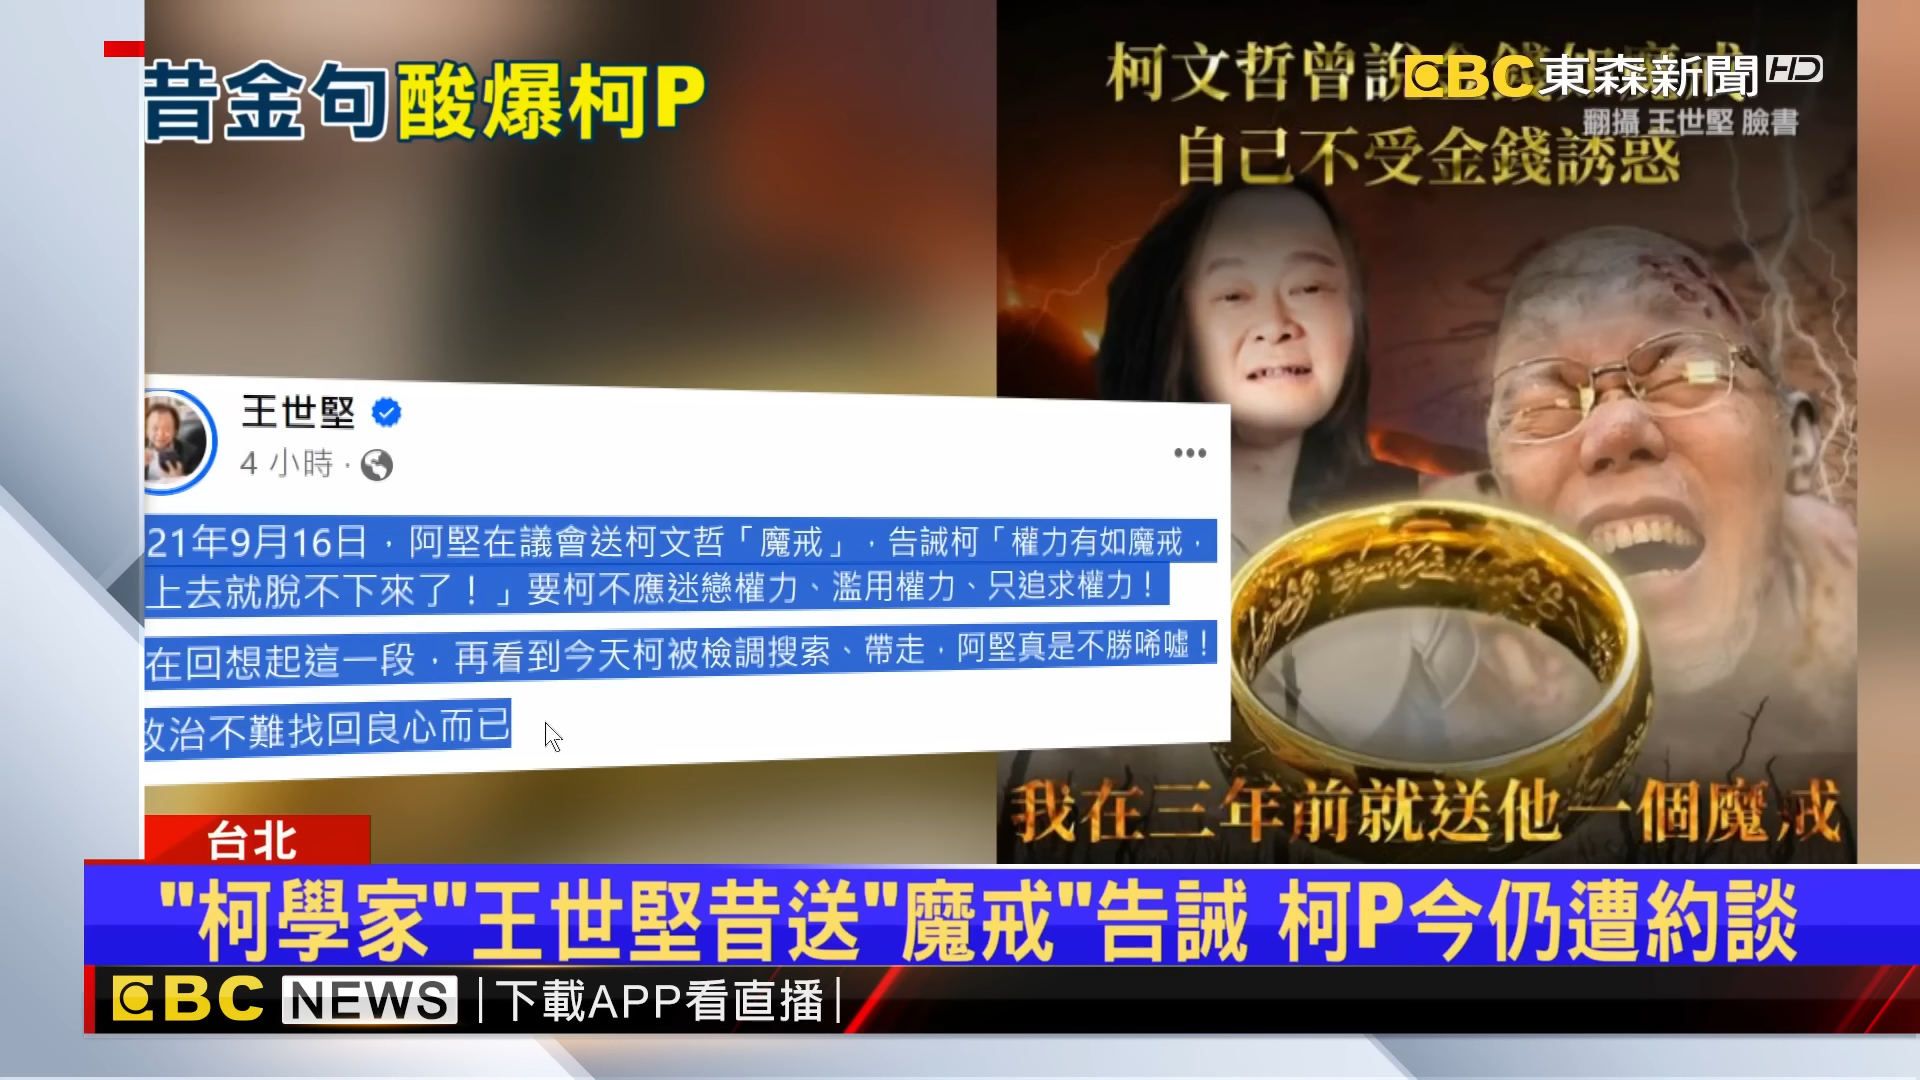 昔金句酸爆柯P
EBC東森新聞HD
翻攝 王世堅 臉書
柯文哲曾說金錢如魔戒
自己不受金錢誘惑
王世堅
4 小時
21年9月16日，阿堅在議會送柯文哲「魔戒」，告誡柯「權力有如魔戒，
上去就脫不下來了！」要柯不應迷戀權力、濫用權力、只追求權力！
在回想起這一段，再看到今天柯被檢調搜索、帶走，阿堅真是不勝唏噓！
政治不難找回良心而已
我在三年前就送他一個魔戒
台北
"柯學家"王世堅昔送"魔戒"告誡 柯P今仍遭約談
EBC NEWS 下載APP看直播